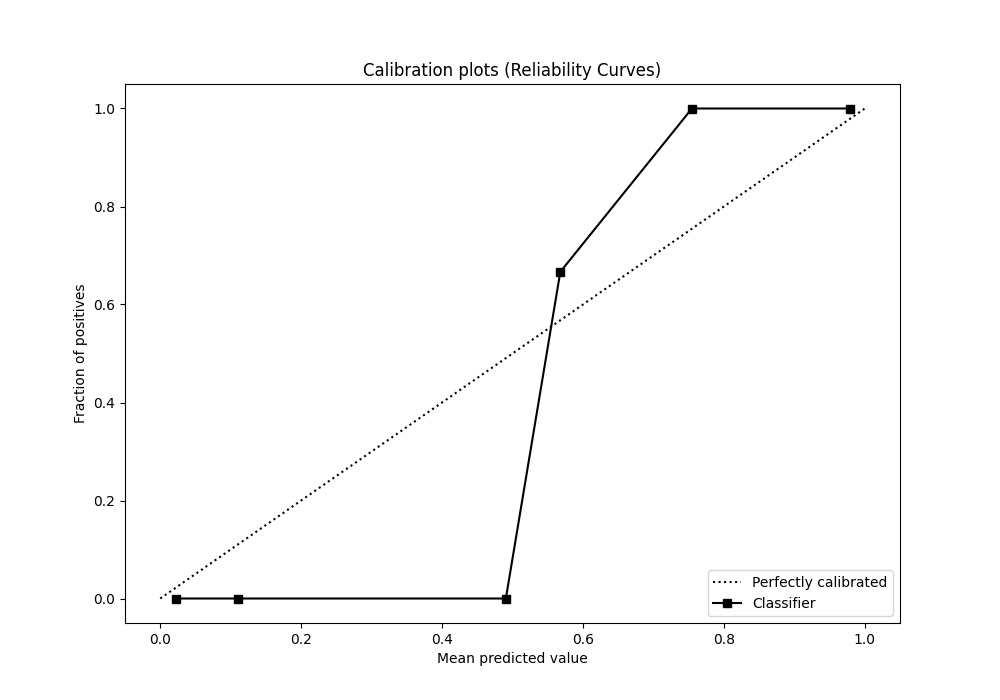 Calibration plots (Reliability Curves)
Fraction of positives
1.0
0.8
0.6
0.4
0.2
0.0
0.0 0.2 0.4 0.6 0.8 1.0
Mean predicted value
Perfectly calibrated
Classifier